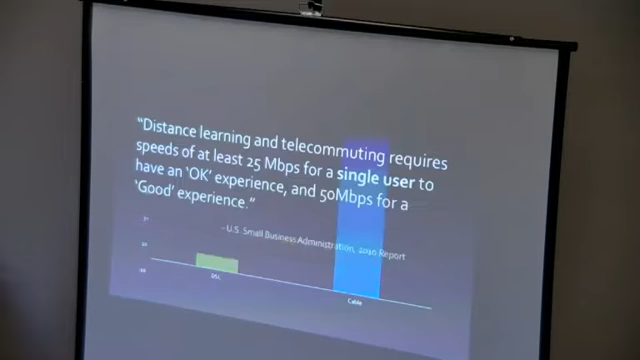 “Distance learning and telecommuting requires
speeds of at least 25 Mbps for a single user to
have an ‘OK’ experience, and 50Mbps for a
‘Good’ experience.”
- U.S. Small Business Administration, 2010 Report
DSL
Cable